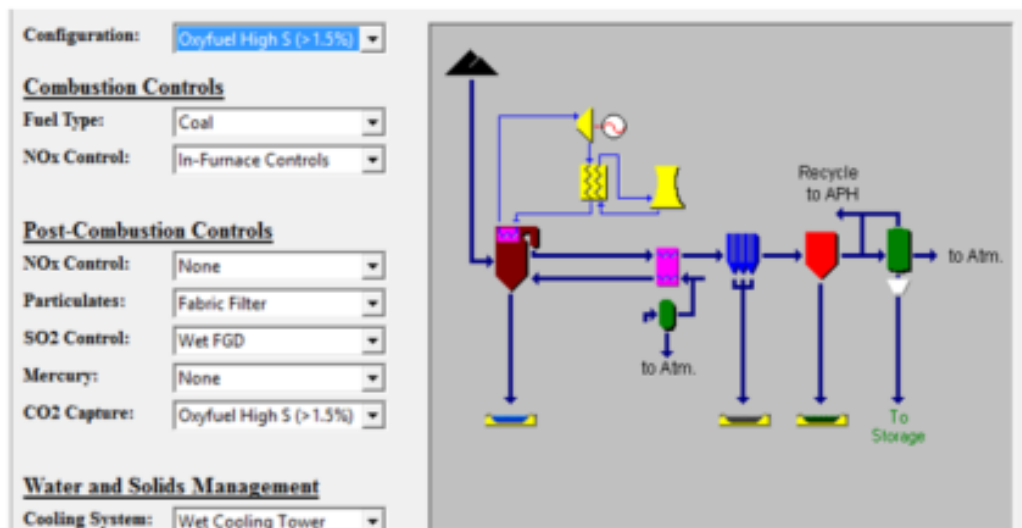 Configuration: Oxyfuel High S (>1.5%)
Combustion Controls
Fuel Type: Coal
NOx Control: In-Furnace Controls
Post-Combustion Controls
NOx Control: None
Particulates: Fabric Filter
SO2 Control: Wet FGD
Mercury: None
CO2 Capture: Oxyfuel High S (>1.5%)
Water and Solids Management
Cooling System: Wet Cooling Tower
Recycle
to APH
to Atm.
to Atm.
To
Storage